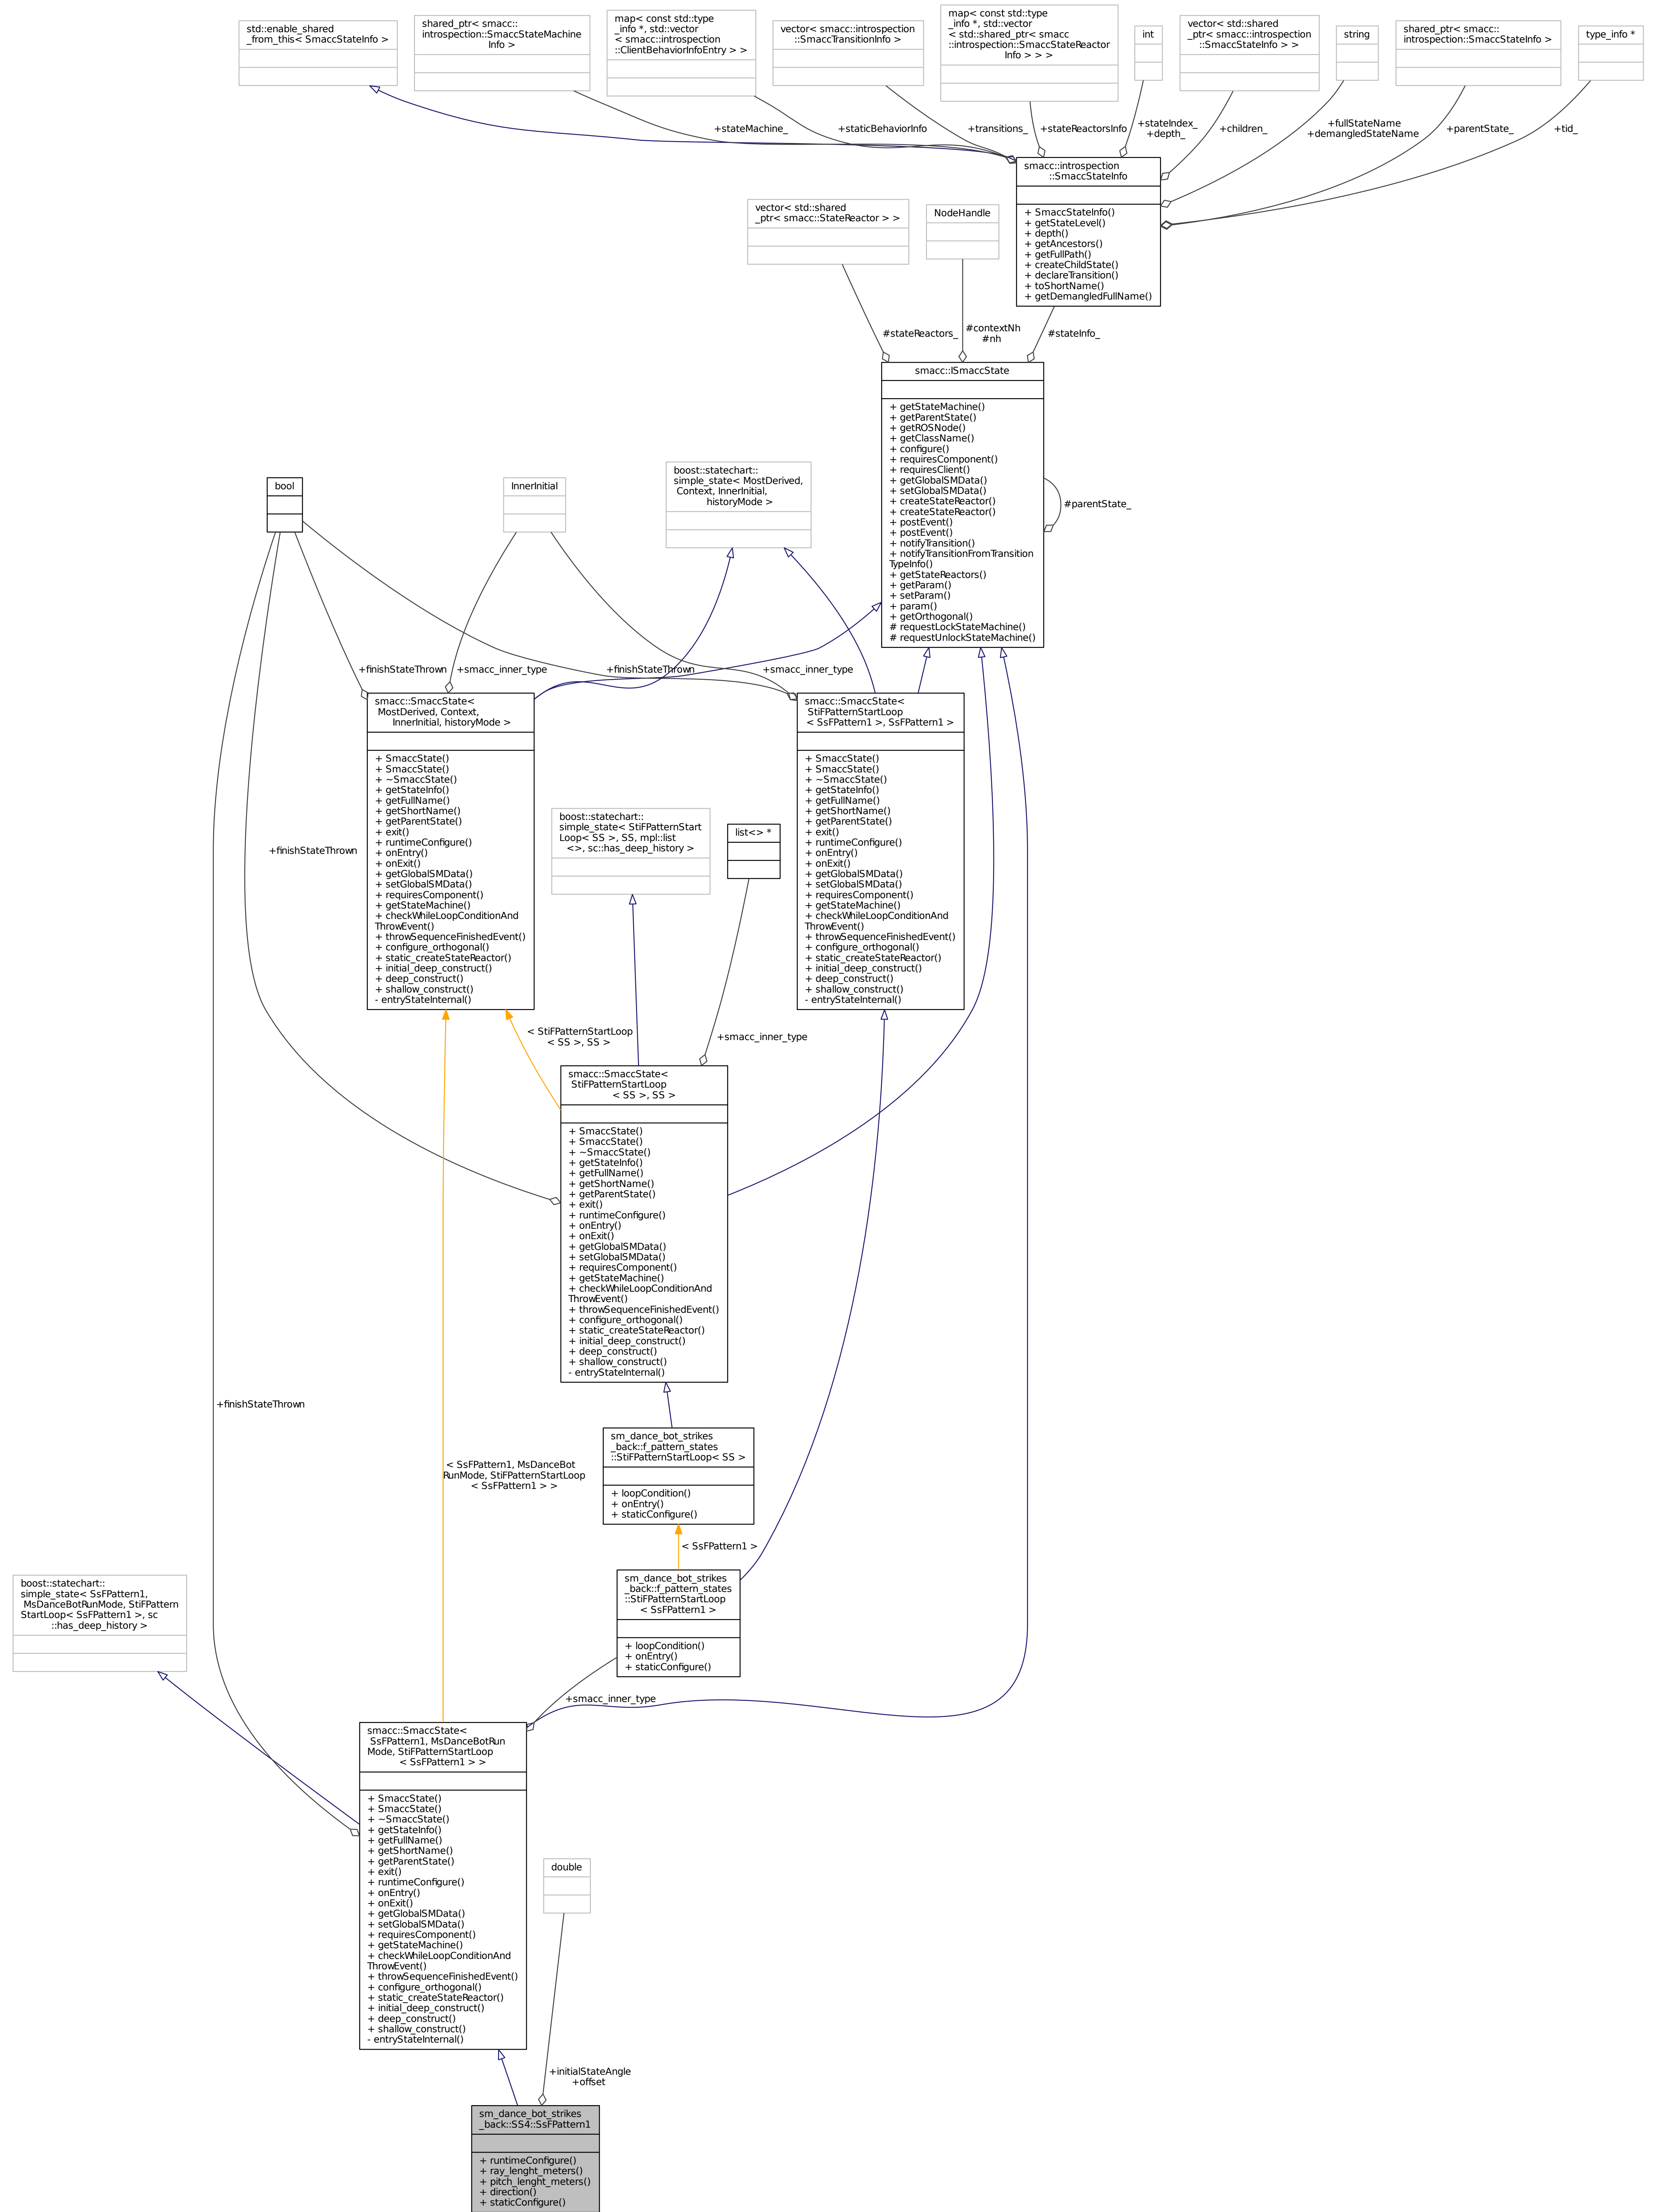 std::enable_shared
_from_this< SmaccStateInfo >
shared_ptr< smacc::
introspection::SmaccStateMachine
Info >
map< const std::type
_info *, std::vector
< smacc::introspection
::ClientBehaviorInfoEntry > >
vector< smacc::introspection
::SmaccTransitionInfo >
map< const std::type
_info *, std::vector
< std::shared_ptr< smacc
::introspection::SmaccStateReactor
Info > > >
int
vector< std::shared
_ptr< smacc::introspection
::SmaccStateInfo > >
string
shared_ptr< smacc::
introspection::SmaccStateInfo >
type_info *
+stateMachine_
+staticBehaviorInfo
+transitions_
+stateReactorsInfo
+stateIndex_
+depth_
+children_
+fullStateName
+demangledStateName
+parentState_
+tid_
smacc::introspection
::SmaccStateInfo
+ SmaccStateInfo()
+ getStateLevel()
+ depth()
+ getAncestors()
+ getFullPath()
+ createChildState()
+ declareTransition()
+ toShortName()
+ getDemangledFullName()
vector< std::shared
_ptr< smacc::StateReactor > >
NodeHandle
#stateReactors_
#contextNh
#nh
#stateInfo_
smacc::ISmaccState
+ getStateMachine()
+ getParentState()
+ getROSNode()
+ getClassName()
+ configure()
+ requiresComponent()
+ requiresClient()
+ getGlobalSMData()
+ setGlobalSMData()
+ createStateReactor()
+ createStateReactor()
+ postEvent()
+ postEvent()
+ notifyTransition()
+ notifyTransitionFromTransition
TypeInfo()
+ getStateReactors()
+ getParam()
+ setParam()
+ param()
+ getOrthogonal()
# requestLockStateMachine()
# requestUnlockStateMachine()
#parentState_
bool
InnerInitial
boost::statechart::
simple_state< MostDerived,
Context, InnerInitial,
historyMode >
+finishStateThrown
+smacc_inner_type
+finishStateThrown
+smacc_inner_type
smacc::SmaccState<
MostDerived, Context,
InnerInitial, historyMode >
+ SmaccState()
+ SmaccState()
+ ~SmaccState()
+ getStateInfo()
+ getFullName()
+ getShortName()
+ getParentState()
+ exit()
+ runtimeConfigure()
+ onEntry()
+ onExit()
+ getGlobalSMData()
+ setGlobalSMData()
+ requiresComponent()
+ getStateMachine()
+ checkWhileLoopConditionAnd
ThrowEvent()
+ throwSequenceFinishedEvent()
+ configure_orthogonal()
+ static_createStateReactor()
+ initial_deep_construct()
+ deep_construct()
+ shallow_construct()
- entryStateInternal()
smacc::SmaccState<
StiFPatternStartLoop
< SsFPattern1 >, SsFPattern1 >
+ SmaccState()
+ SmaccState()
+ ~SmaccState()
+ getStateInfo()
+ getFullName()
+ getShortName()
+ getParentState()
+ exit()
+ runtimeConfigure()
+ onEntry()
+ onExit()
+ getGlobalSMData()
+ setGlobalSMData()
+ requiresComponent()
+ getStateMachine()
+ checkWhileLoopConditionAnd
ThrowEvent()
+ throwSequenceFinishedEvent()
+ configure_orthogonal()
+ static_createStateReactor()
+ initial_deep_construct()
+ deep_construct()
+ shallow_construct()
- entryStateInternal()
boost::statechart::
simple_state< StiFPatternStart
Loop< SS >, SS, mpl::list
<>, sc::has_deep_history >
list<> *
+finishStateThrown
< StiFPatternStartLoop
< SS >, SS >
+smacc_inner_type
smacc::SmaccState<
StiFPatternStartLoop
< SS >, SS >
+ SmaccState()
+ SmaccState()
+ ~SmaccState()
+ getStateInfo()
+ getFullName()
+ getShortName()
+ getParentState()
+ exit()
+ runtimeConfigure()
+ onEntry()
+ onExit()
+ getGlobalSMData()
+ setGlobalSMData()
+ requiresComponent()
+ getStateMachine()
+ checkWhileLoopConditionAnd
ThrowEvent()
+ throwSequenceFinishedEvent()
+ configure_orthogonal()
+ static_createStateReactor()
+ initial_deep_construct()
+ deep_construct()
+ shallow_construct()
- entryStateInternal()
+finishStateThrown
sm_dance_bot_strikes
_back::f_pattern_states
::StiFPatternStartLoop< SS >
+ loopCondition()
+ onEntry()
+ staticConfigure()
< SsFPattern1, MsDanceBot
RunMode, StiFPatternStartLoop
< SsFPattern1 > >
< SsFPattern1 >
sm_dance_bot_strikes
_back::f_pattern_states
::StiFPatternStartLoop
< SsFPattern1 >
+ loopCondition()
+ onEntry()
+ staticConfigure()
boost::statechart::
simple_state< SsFPattern1,
MsDanceBotRunMode, StiFPattern
StartLoop< SsFPattern1 >, sc
::has_deep_history >
+smacc_inner_type
smacc::SmaccState<
SsFPattern1, MsDanceBotRun
Mode, StiFPatternStartLoop
< SsFPattern1 > >
+ SmaccState()
+ SmaccState()
+ ~SmaccState()
+ getStateInfo()
+ getFullName()
+ getShortName()
+ getParentState()
+ exit()
+ runtimeConfigure()
+ onEntry()
+ onExit()
+ getGlobalSMData()
+ setGlobalSMData()
+ requiresComponent()
+ getStateMachine()
+ checkWhileLoopConditionAnd
ThrowEvent()
+ throwSequenceFinishedEvent()
+ configure_orthogonal()
+ static_createStateReactor()
+ initial_deep_construct()
+ deep_construct()
+ shallow_construct()
- entryStateInternal()
double
+initialStateAngle
+offset
sm_dance_bot_strikes
_back::SS4::SsFPattern1
+ runtimeConfigure()
+ ray_lenght_meters()
+ pitch_lenght_meters()
+ direction()
+ staticConfigure()